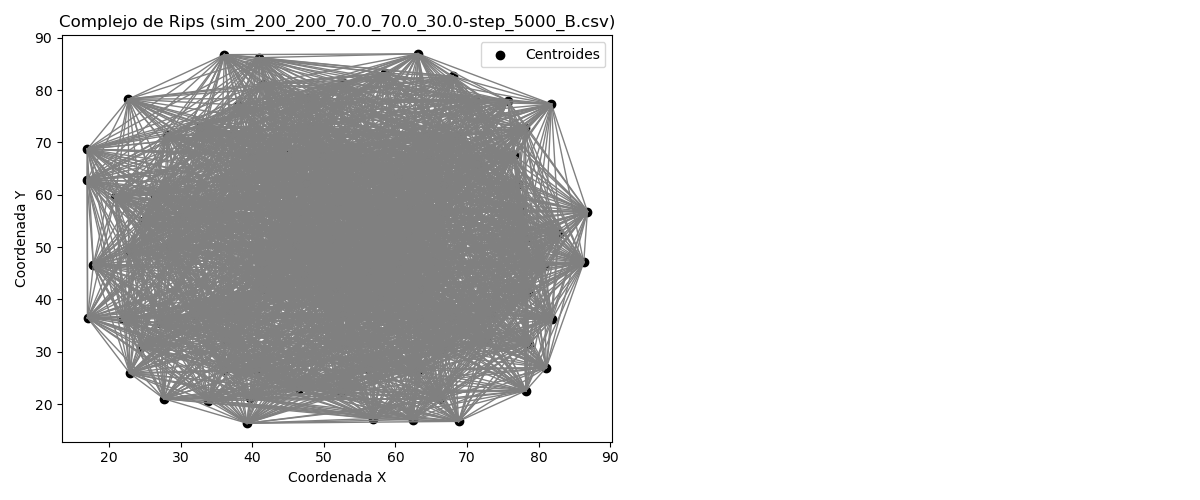 Complejo de Rips (sim_200_200_70.0_70.0_30.0-step_5000_B.csv)
Centroides
90
80
70
60
50
40
30
20
Coordenada Y
20 30 40 50 60 70 80 90
Coordenada X